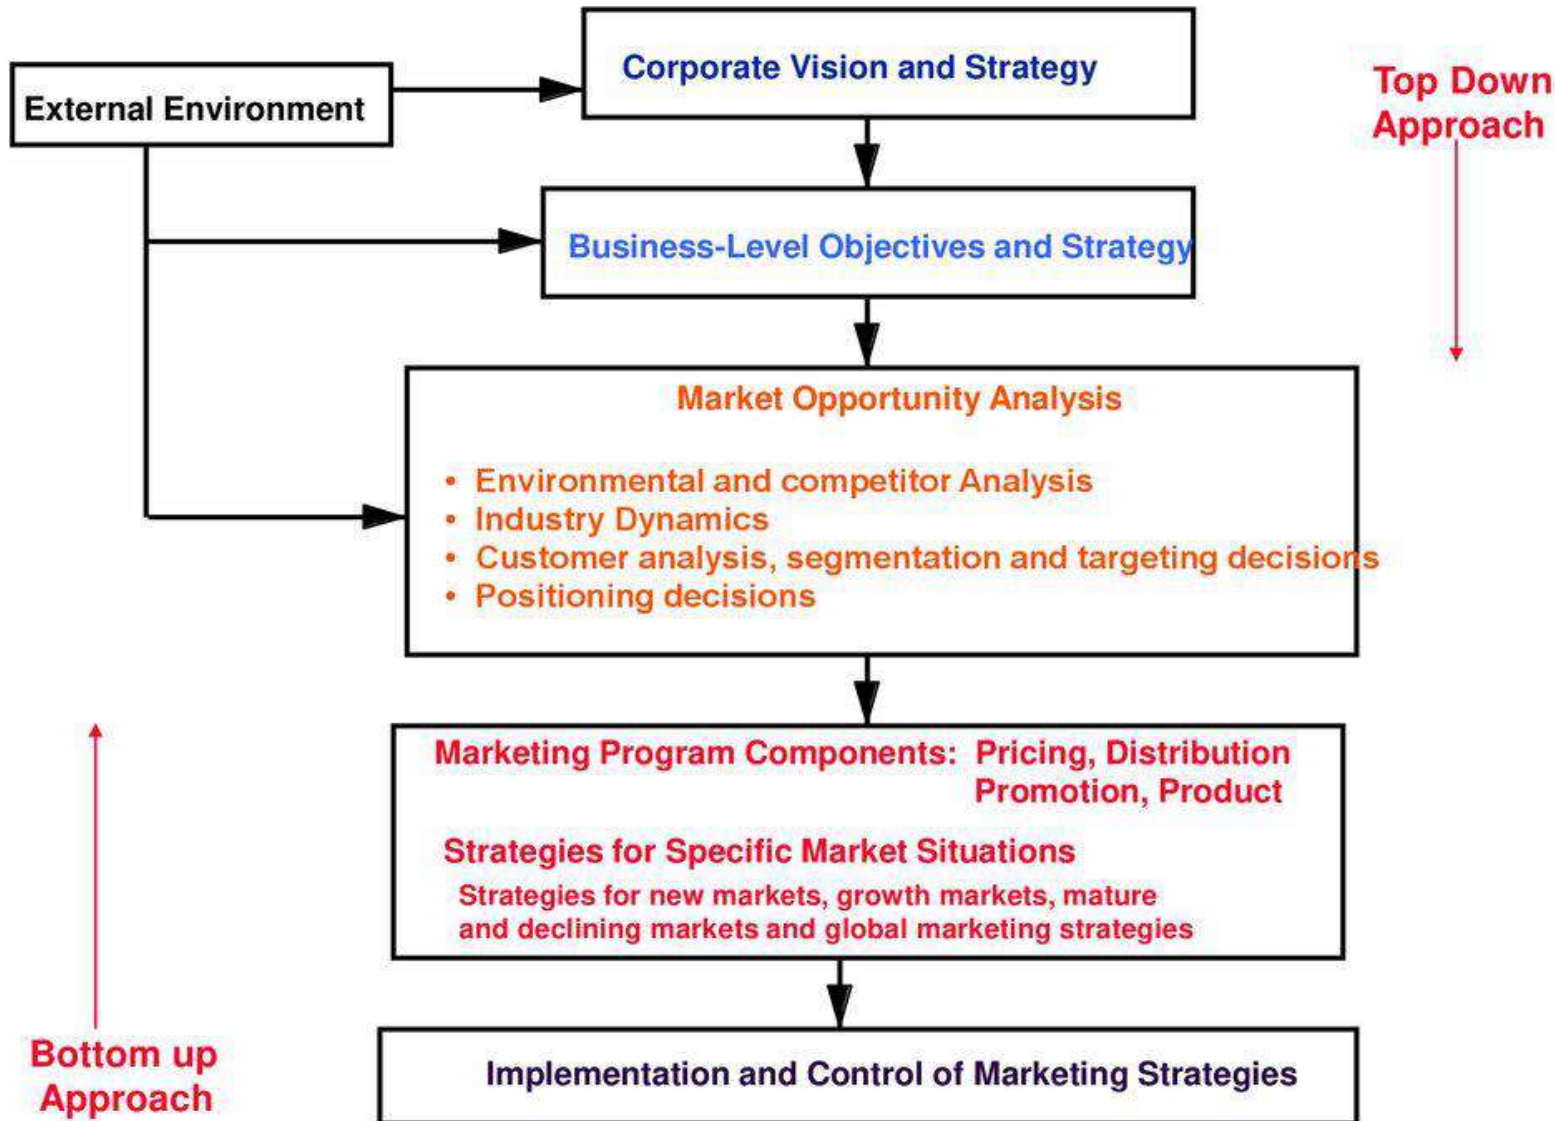 Corporate Vision and Strategy
External Environment
Top Down
Approach
Business-Level Objectives and Strategy
Market Opportunity Analysis
• Environmental and competitor Analysis
• Industry Dynamics
• Customer analysis, segmentation and targeting decisions
• Positioning decisions
Marketing Program Components: Pricing, Distribution
Promotion, Product
Strategies for Specific Market Situations
Strategies for new markets, growth markets, mature
and declining markets and global marketing strategies
Bottom up
Approach
Implementation and Control of Marketing Strategies